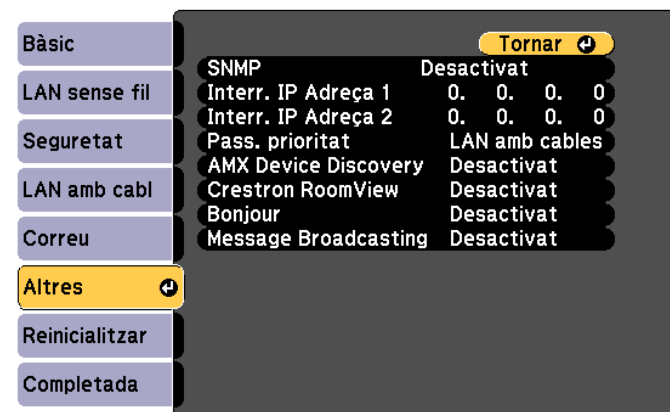 Bàsic
LAN sense fil
Seguretat
LAN amb cabl
Correu
Altres
Reinicialitzar
Completada
Tornar
SNMP Desactivat
Interr. IP Adreça 1 0. 0. 0. 0
Interr. IP Adreça 2 0. 0. 0. 0
Pass. prioritat LAN amb cables
AMX Device Discovery Desactivat
Crestron RoomView Desactivat
Bonjour Desactivat
Message Broadcasting Desactivat